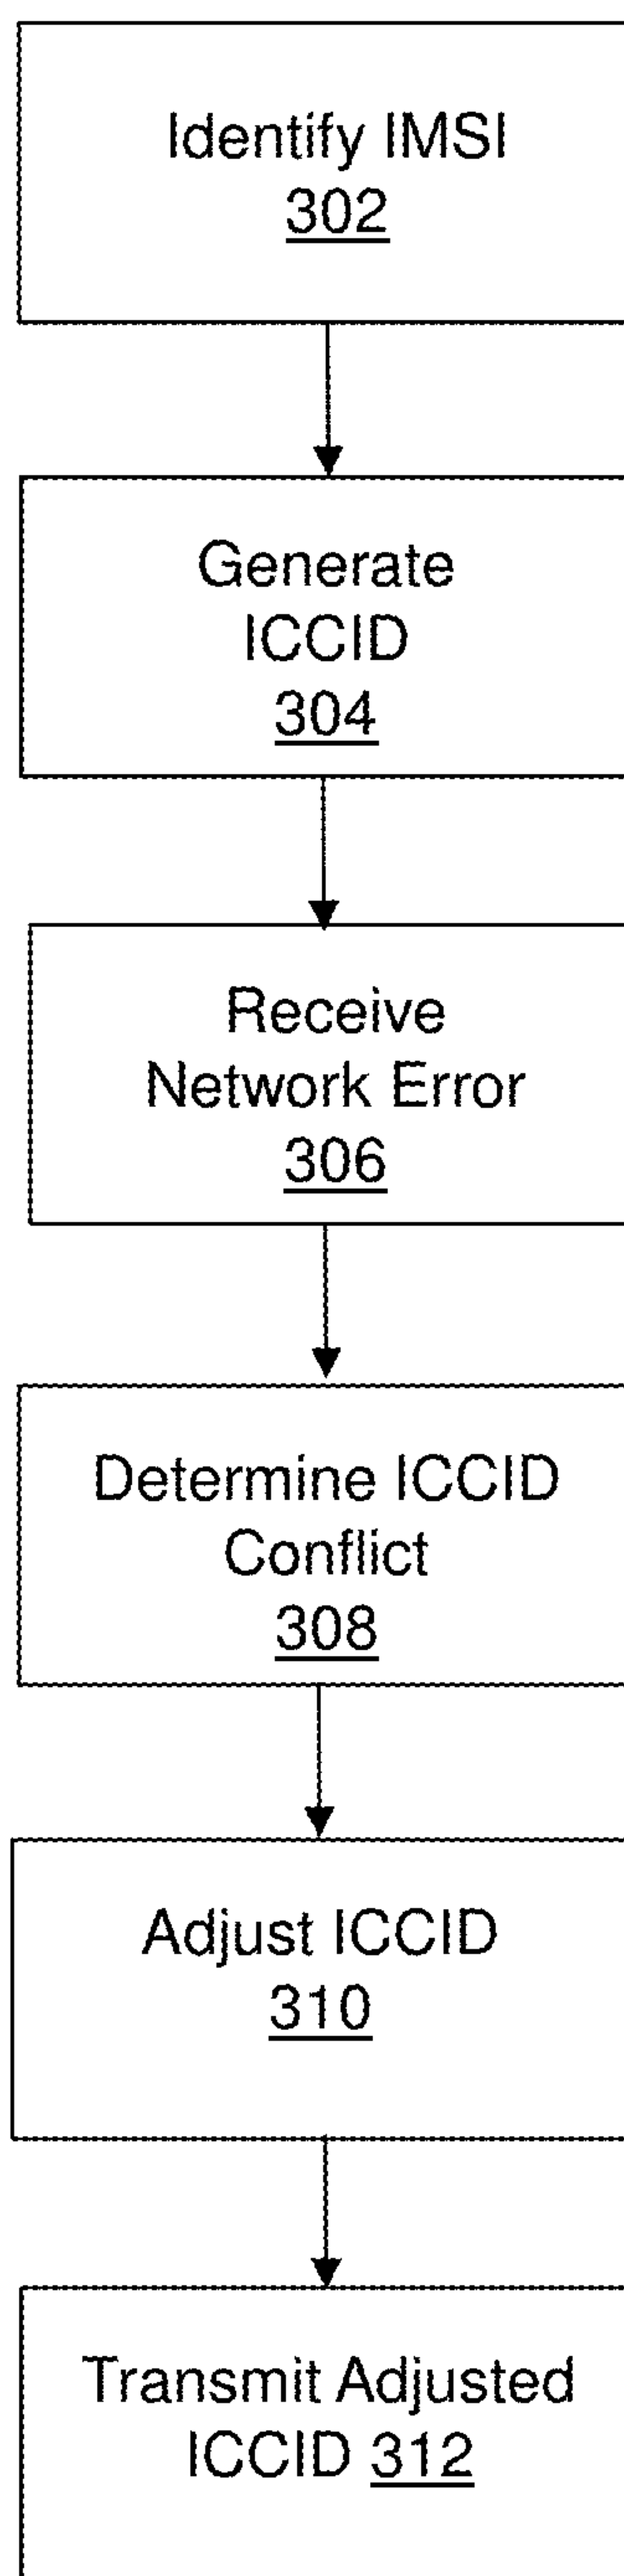 Identify IMSI
302
Generate
ICCID
304
Receive
Network Error
306
Determine ICCID
Conflict
308
Adjust ICCID
310
Transmit Adjusted
ICCID 312